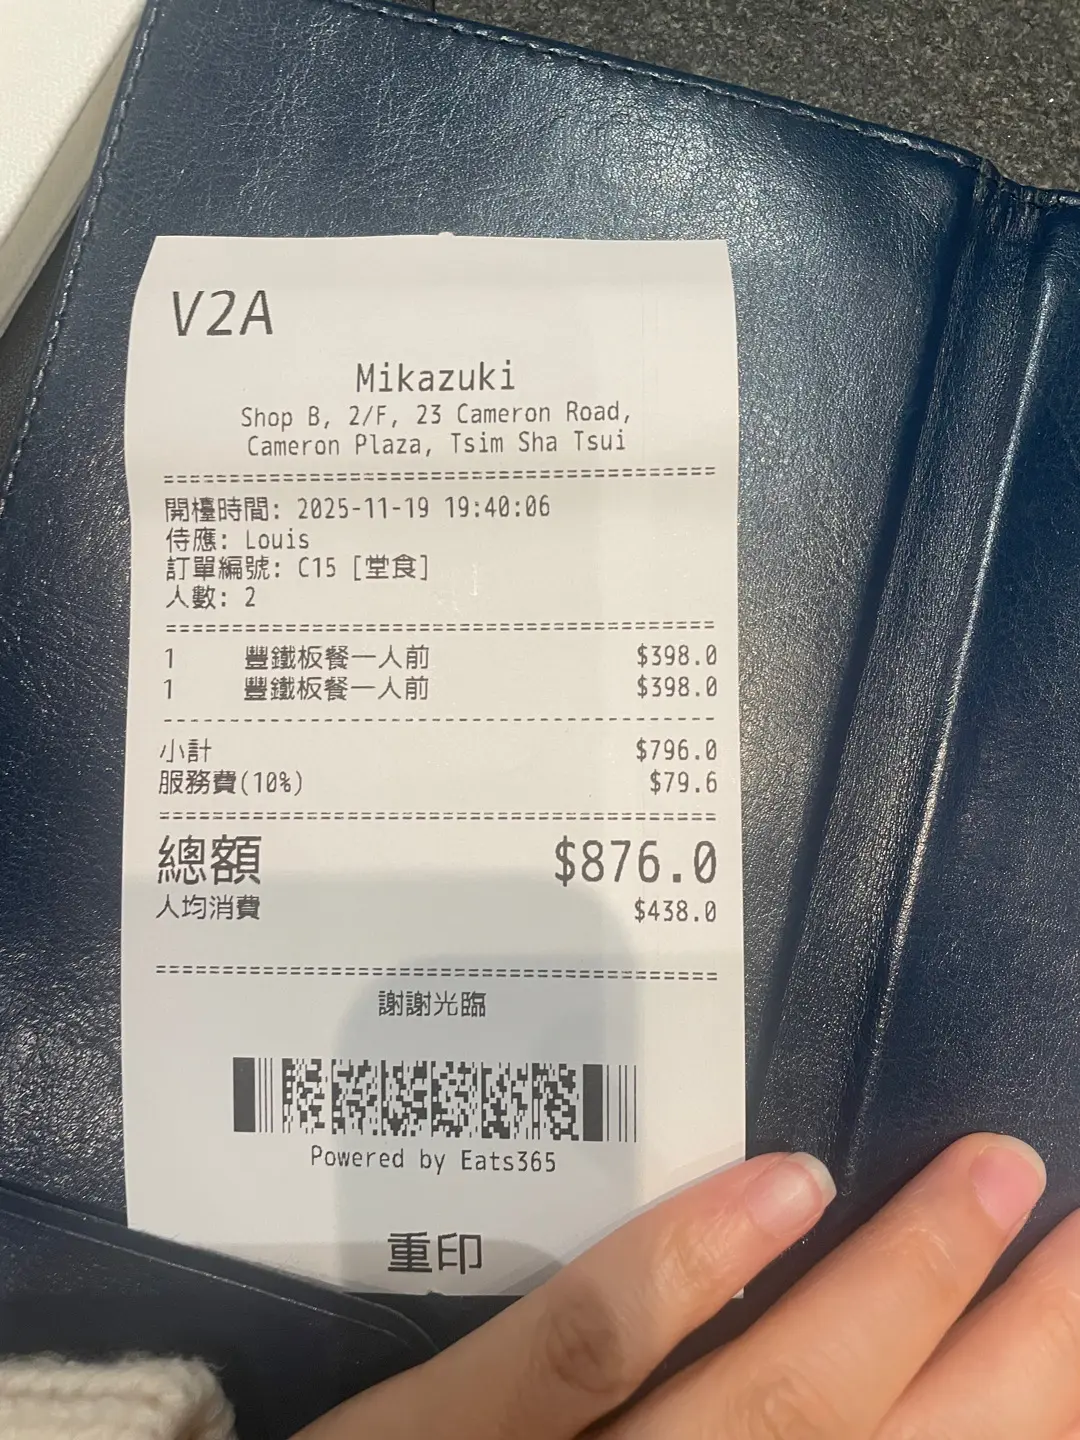 V2A
Mikazuki
Shop B, 2/F, 23 Cameron Road,
Cameron Plaza, Tsim Sha Tsui
開檯時間: 2025-11-19 19:40:06
侍應: Louis
訂單編號: C15 [堂食]
人數: 2
1 豐鐵板餐一人前 $398.0
1 豐鐵板餐一人前 $398.0
小計 $796.0
服務費(10%) $79.6
總額 $876.0
人均消費 $438.0
謝謝光臨
Powered by Eats365
重印